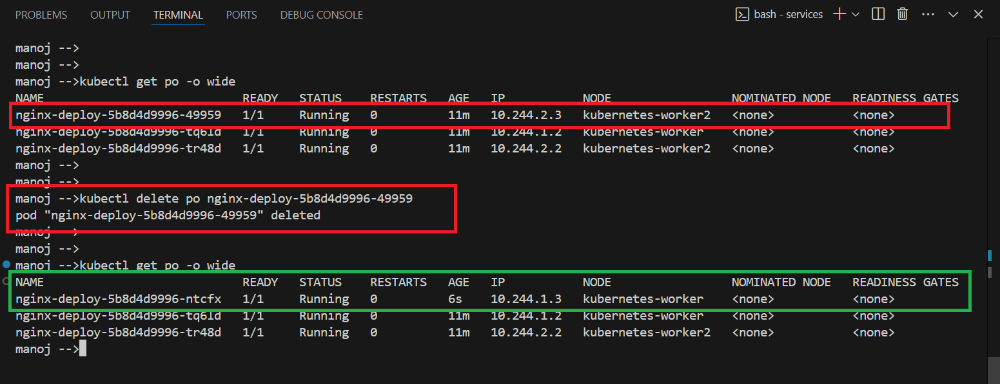 PROBLEMS OUTPUT TERMINAL PORTS DEBUG CONSOLE bash - services
manoj -->
manoj -->
manoj -->kubectl get po -o wide
NAME READY STATUS RESTARTS AGE IP NODE NOMINATED NODE READINESS GATES
nginx-deploy-5b8d4d9996-49959 1/1 Running 0 11m 10.244.2.3 kubernetes-worker2 <none> <none>
nginx-deploy-5b8d4d9996-tq6ld 1/1 Running 0 11m 10.244.1.2 kubernetes-worker <none> <none>
nginx-deploy-5b8d4d9996-tr48d 1/1 Running 0 11m 10.244.2.2 kubernetes-worker2 <none> <none>
manoj -->
manoj -->
manoj -->kubectl delete po nginx-deploy-5b8d4d9996-49959
pod "nginx-deploy-5b8d4d9996-49959" deleted
manoj -->
manoj -->
manoj -->kubectl get po -o wide
NAME READY STATUS RESTARTS AGE IP NODE NOMINATED NODE READINESS GATES
nginx-deploy-5b8d4d9996-ntcfx 1/1 Running 0 6s 10.244.1.3 kubernetes-worker <none> <none>
nginx-deploy-5b8d4d9996-tq6ld 1/1 Running 0 11m 10.244.1.2 kubernetes-worker <none> <none>
nginx-deploy-5b8d4d9996-tr48d 1/1 Running 0 11m 10.244.2.2 kubernetes-worker2 <none> <none>
manoj -->